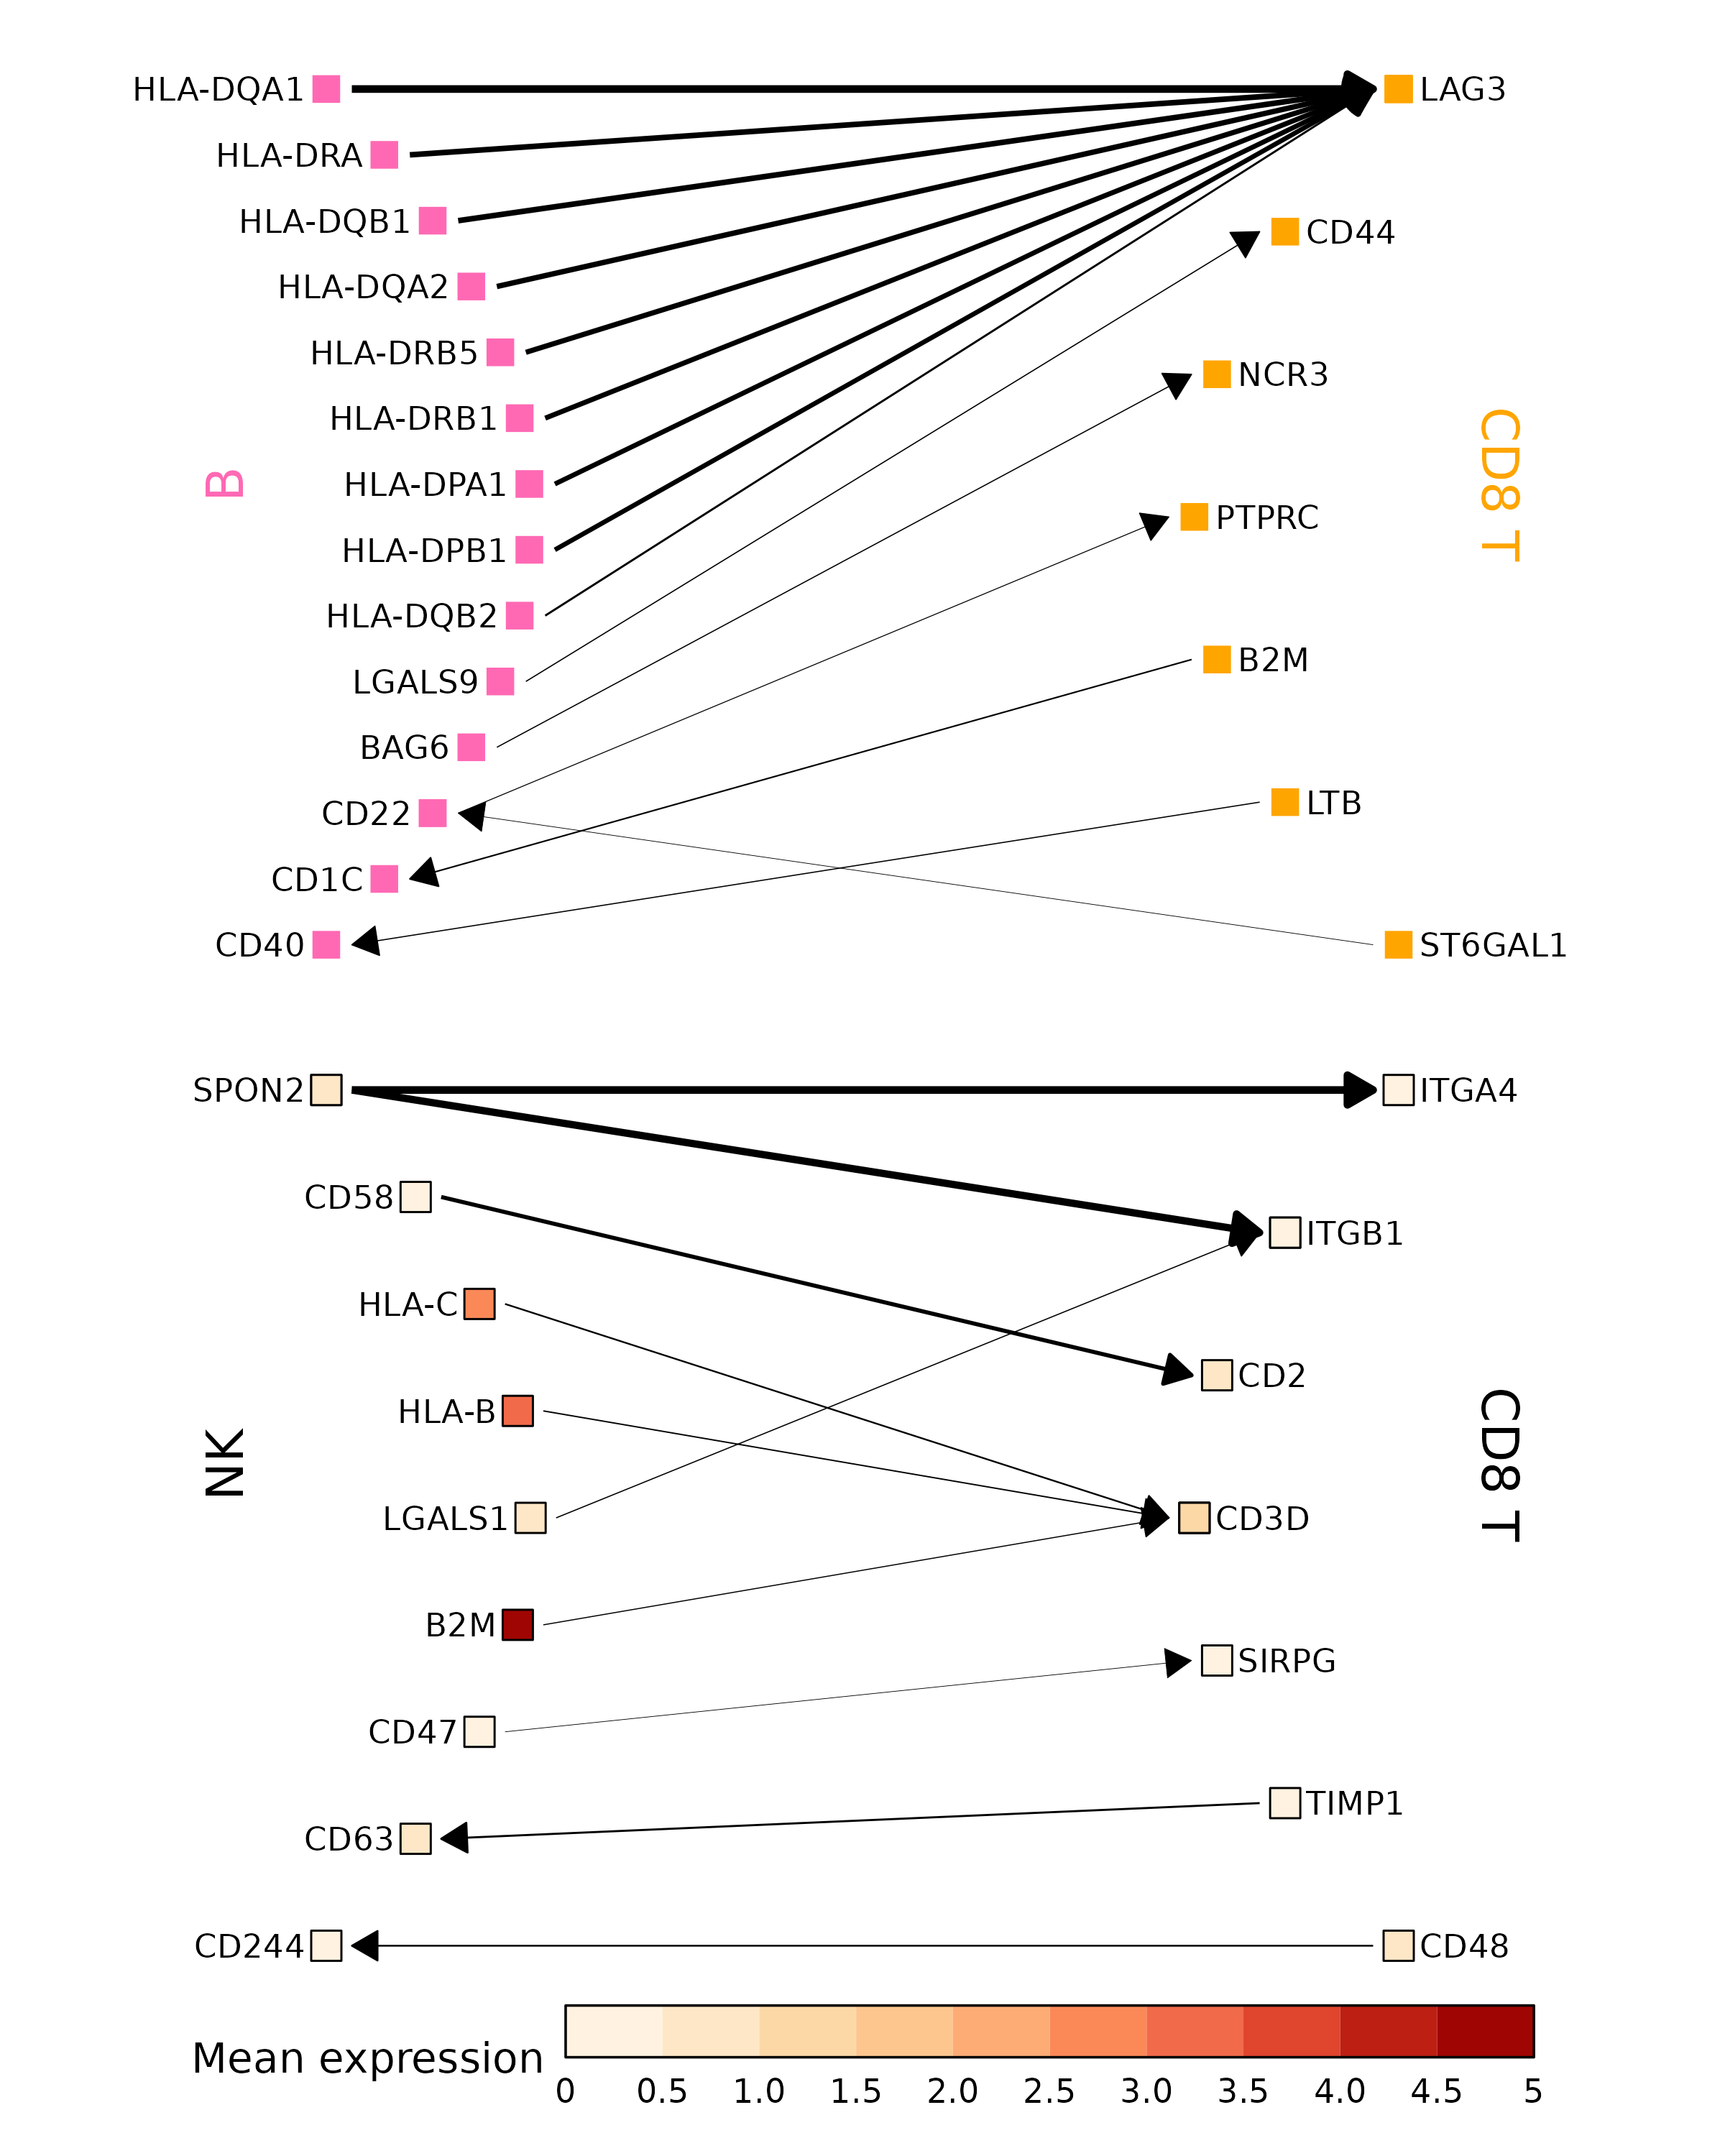 HLA-DQA1
LAG3
HLA-DRA
HLA-DQB1
CD44
HLA-DQA2
HLA-DRB5
NCR3
HLA-DRB1
HLA-DPA1
B
CD8 T
PTPRC
HLA-DPB1
HLA-DQB2
B2M
LGALS9
BAG6
LTB
CD22
CD1C
CD40
ST6GAL1
SPON2
ITGA4
CD58
ITGB1
HLA-C
CD2
HLA-B
NK
CD8 T
LGALS1
CD3D
B2M
SIRPG
CD47
TIMP1
CD63
CD244
CD48
Mean expression
0 0.5 1.0 1.5 2.0 2.5 3.0 3.5 4.0 4.5 5